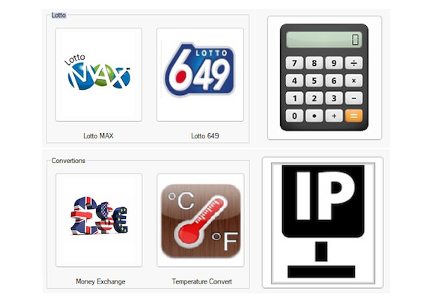 Lotto
Lotto
MAX
LOTTO
649
Lotto MAX
Lotto 649
7 8 9 ÷
4 5 6 ×
1 2 3 −
0 • + =
Convertions
£$€
°C
°F
IP
Money Exchange
Temperature Convert